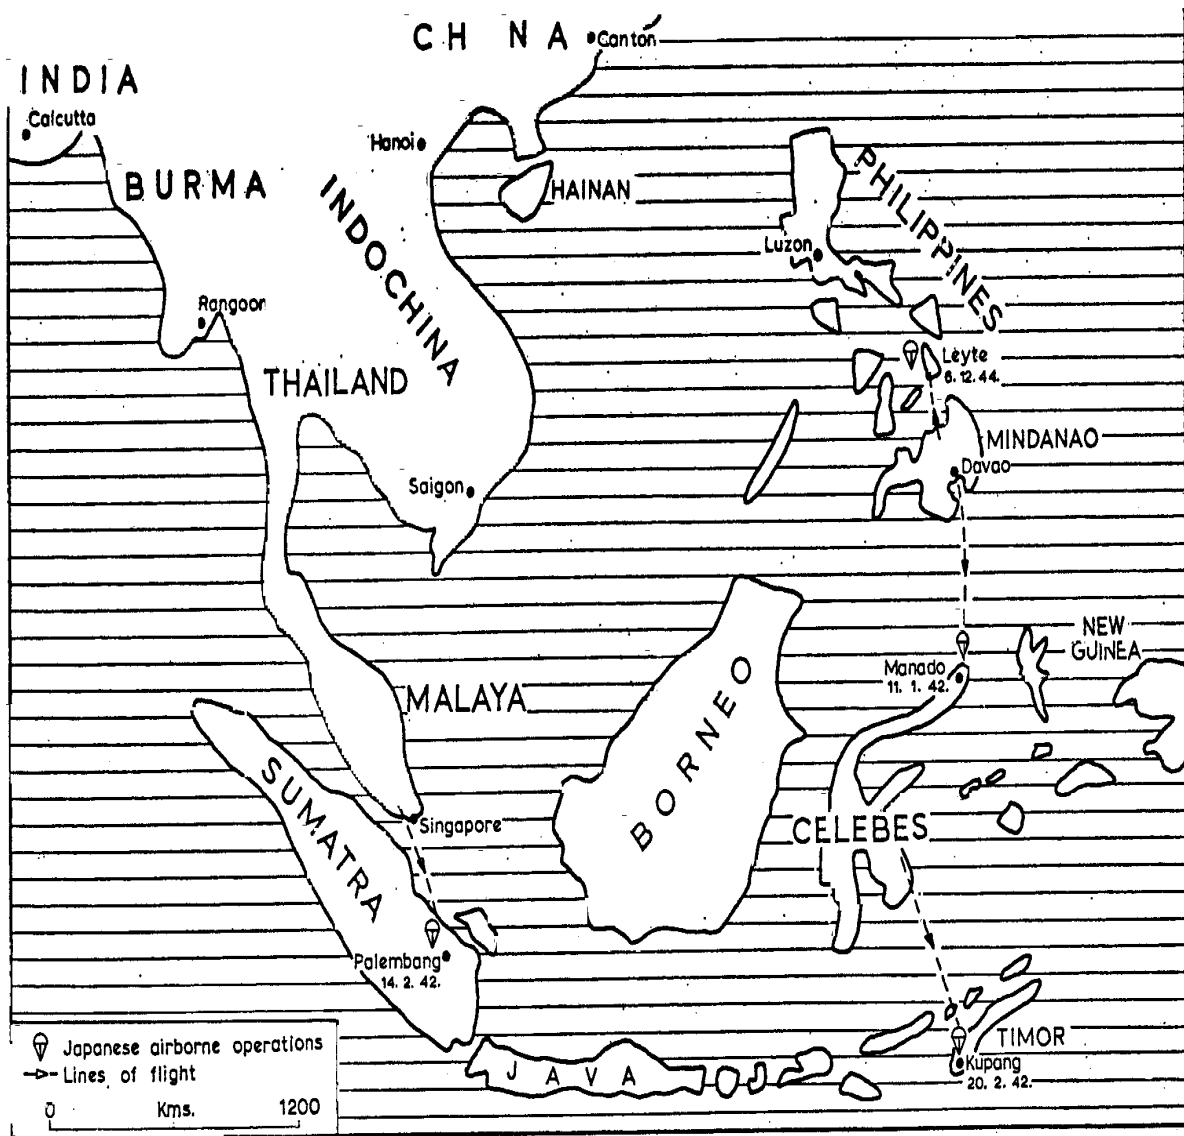 CH NA
Canton
INDIA
Calcutta
Hanoi
BURMA
INDOCHINA
HAINAN
PHILIPPINES
Luzon
Rangoon
THAILAND
Leyte
6. 12. 44.
MINDANAO
Davao
Saigon
NEW
GUINEA
Manado
11. 1. 42.
MALAYA
BORNEO
SUMATRA
Singapore
CELEBES
Palembang
14. 2. 42.
TIMOR
Kupang
20. 2. 42.
JAVA
Japanese airborne operations
Lines of flight
0 Kms. 1200